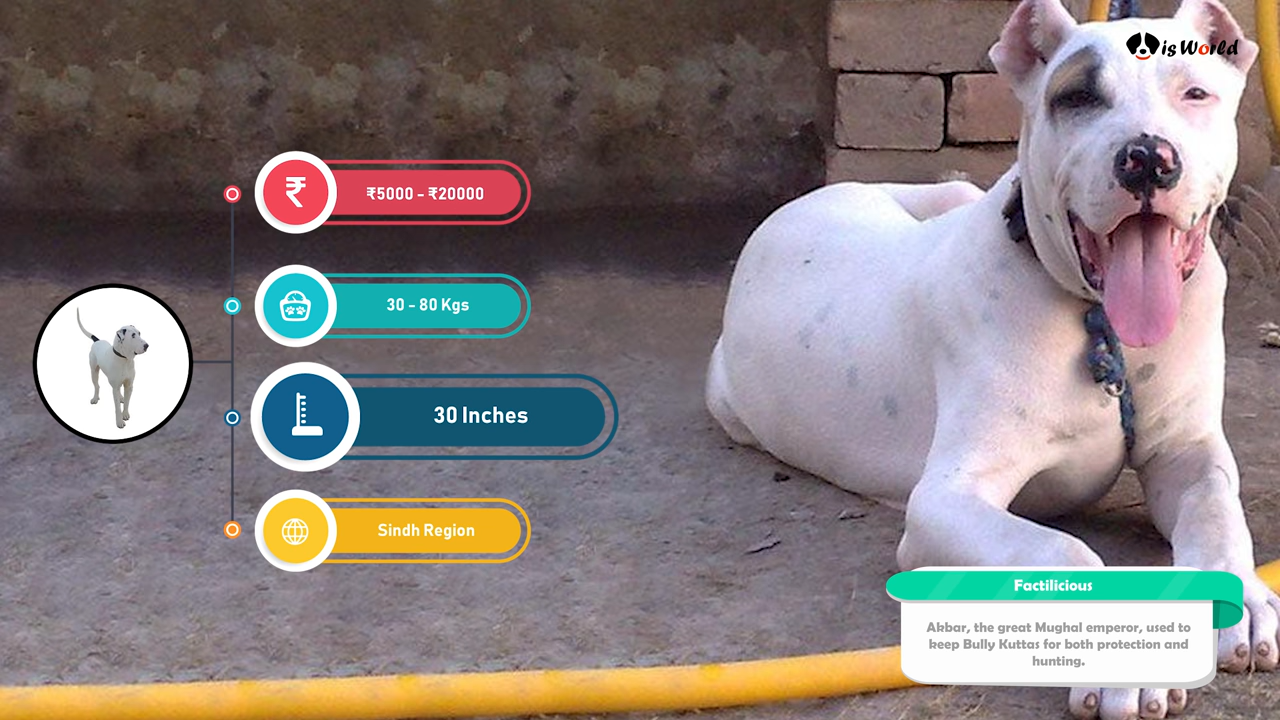 is World
₹
₹5000 - ₹20000
30 - 80 Kgs
30 Inches
Sindh Region
Factilicious
Akbar, the great Mughal emperor, used to
keep Bully Kuttas for both protection and
hunting.